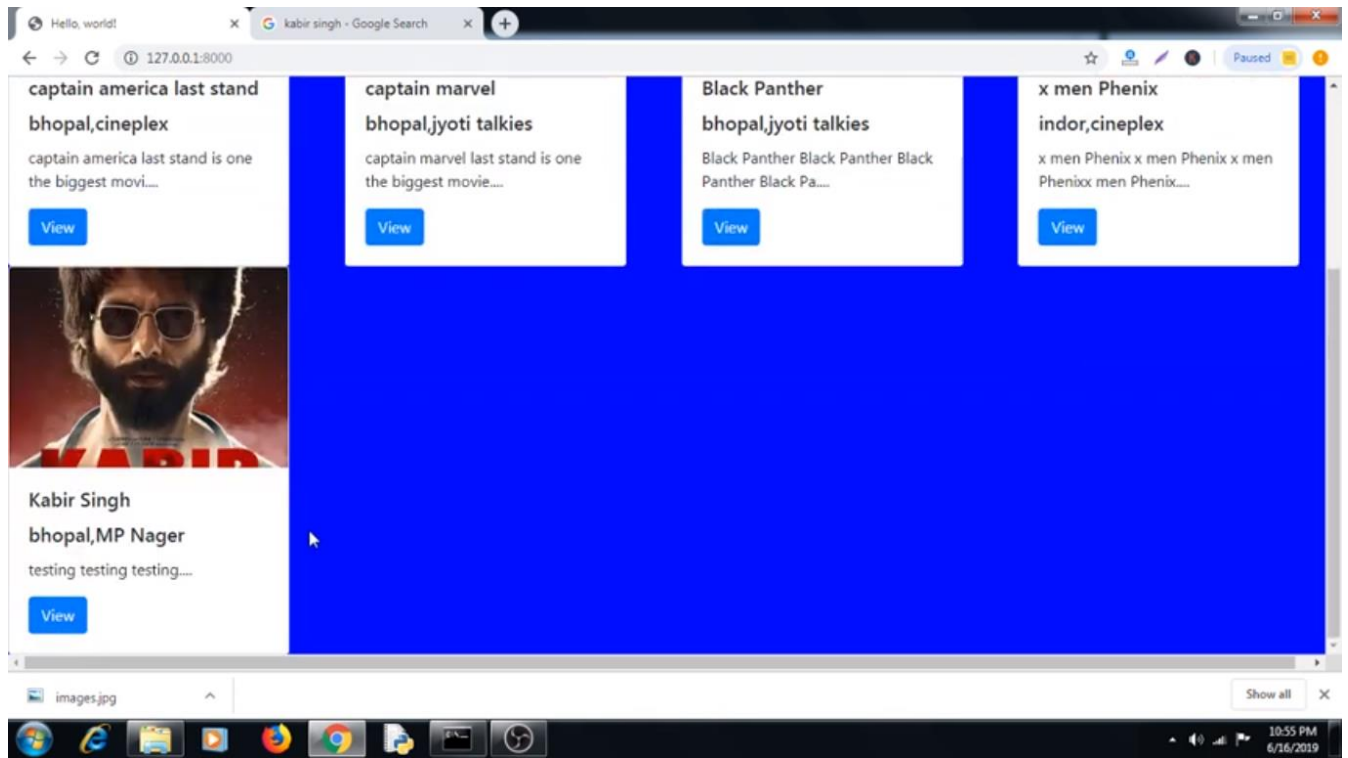 Hello, world!
kabir singh - Google Search
127.0.0.1:8000
Paused
captain america last stand
bhopal,cineplex
captain america last stand is one
the biggest movi....
View
captain marvel
bhopal,jyoti talkies
captain marvel last stand is one
the biggest movie....
View
Black Panther
bhopal,jyoti talkies
Black Panther Black Panther Black
Panther Black Pa....
View
x men Phenix
indor,cineplex
x men Phenix x men Phenix x men
Phenixx men Phenix....
View
KABIR
Kabir Singh
bhopal,MP Nager
testing testing testing....
View
images.jpg
Show all
10:55 PM
6/16/2019